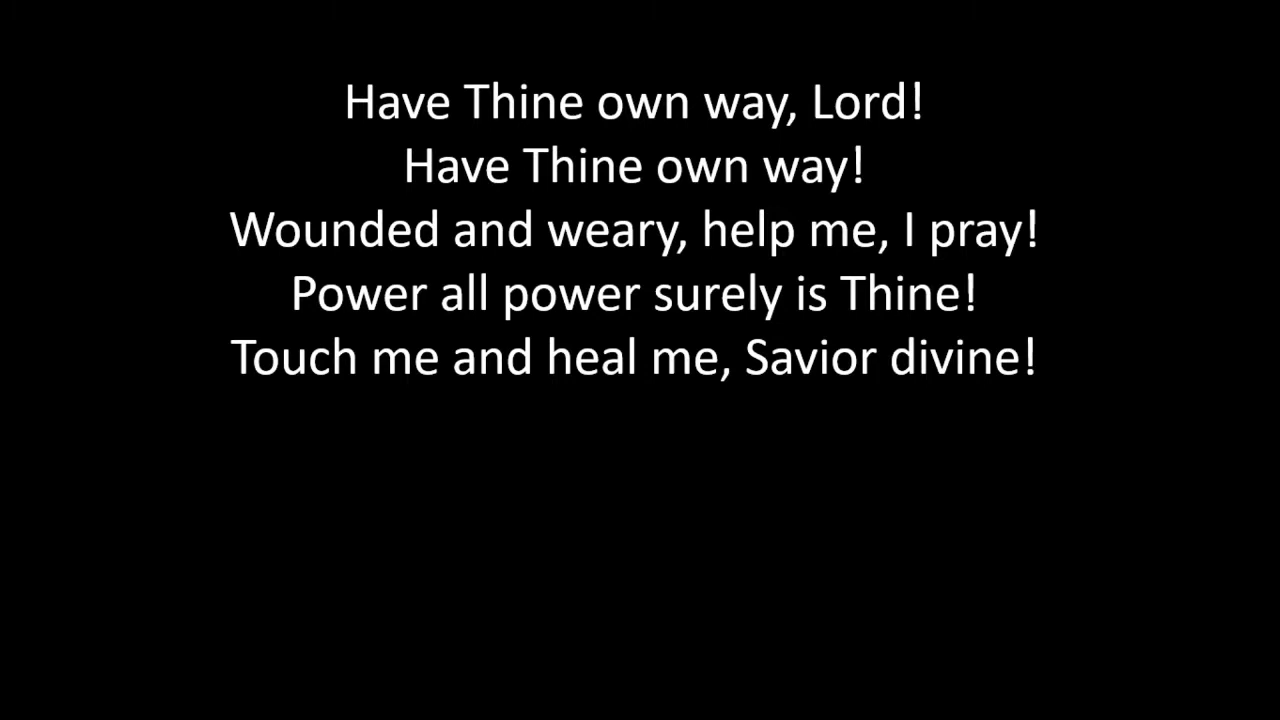 Have Thine own way, Lord!
Have Thine own way!
Wounded and weary, help me, I pray!
Power all power surely is Thine!
Touch me and heal me, Savior divine!